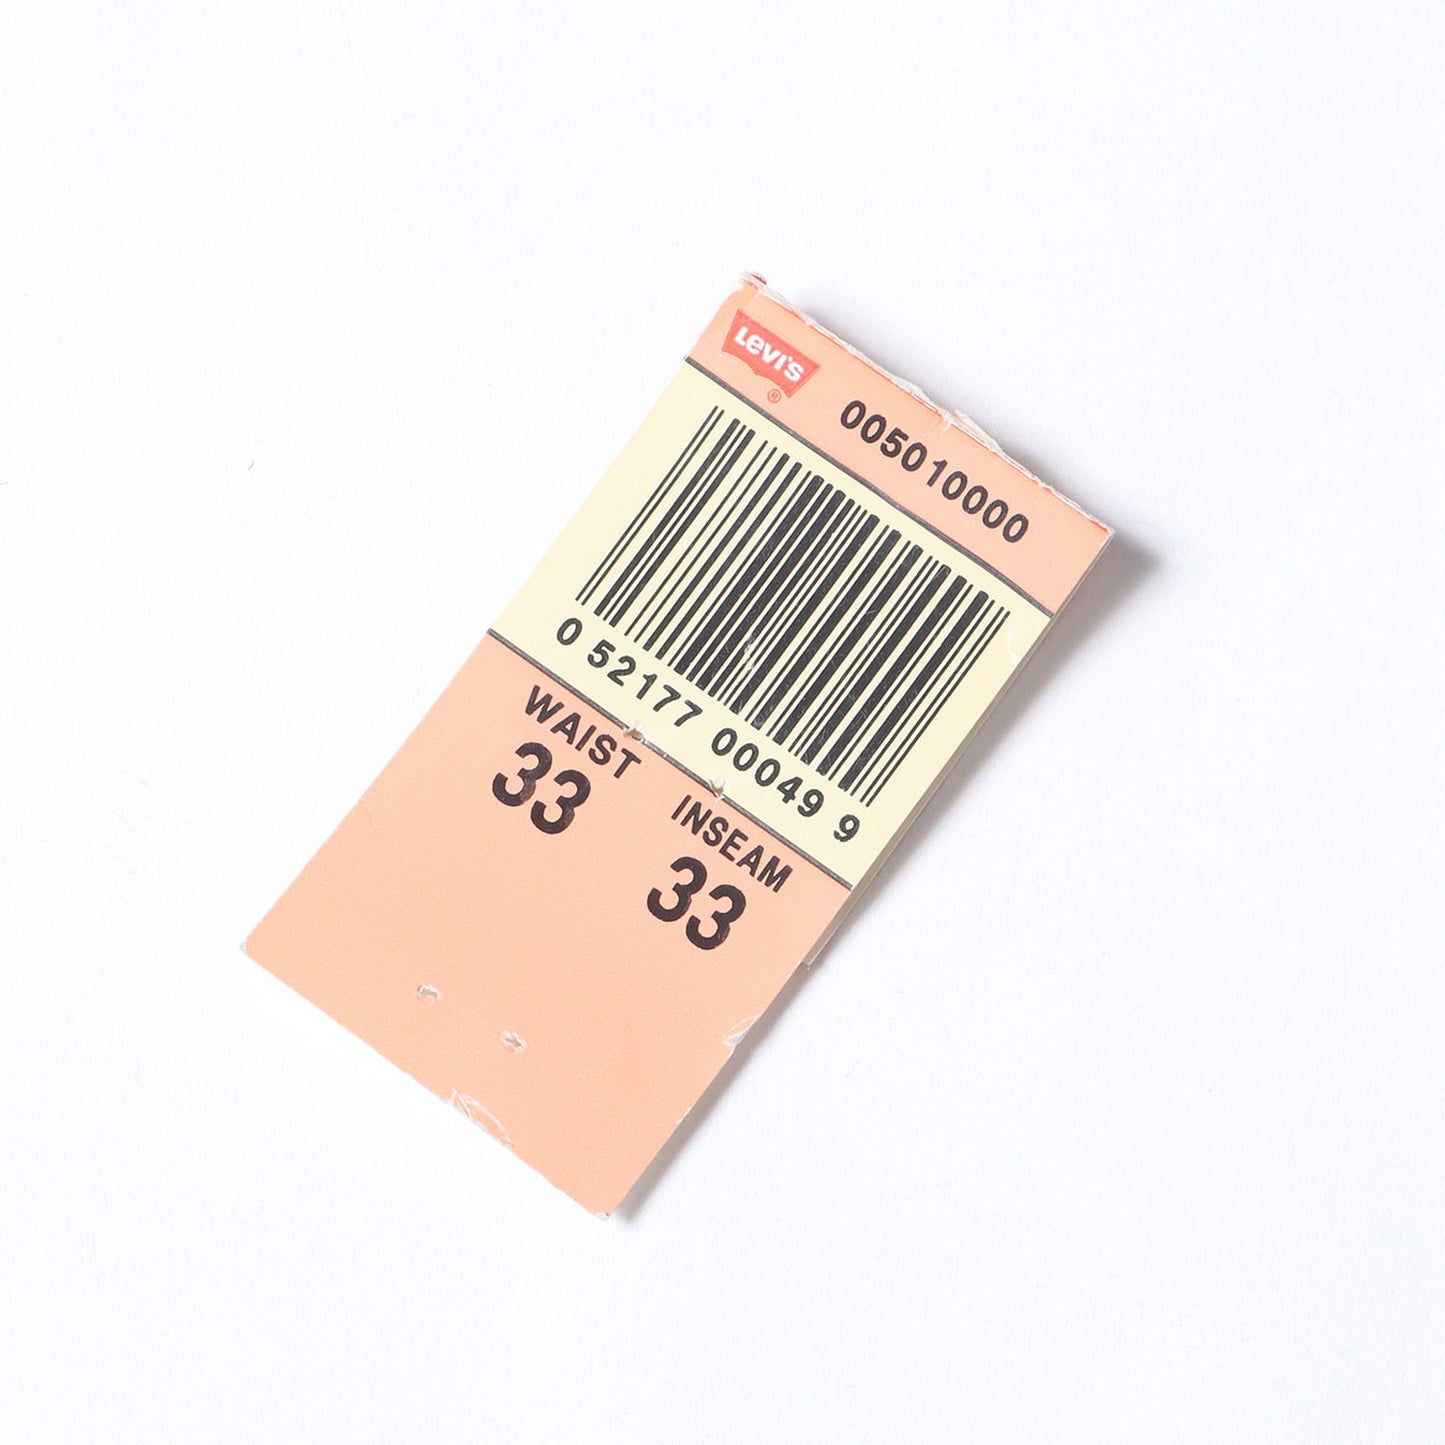 Levi's
®
005010000
0 52177 00049 9
WAIST
33
INSEAM
33